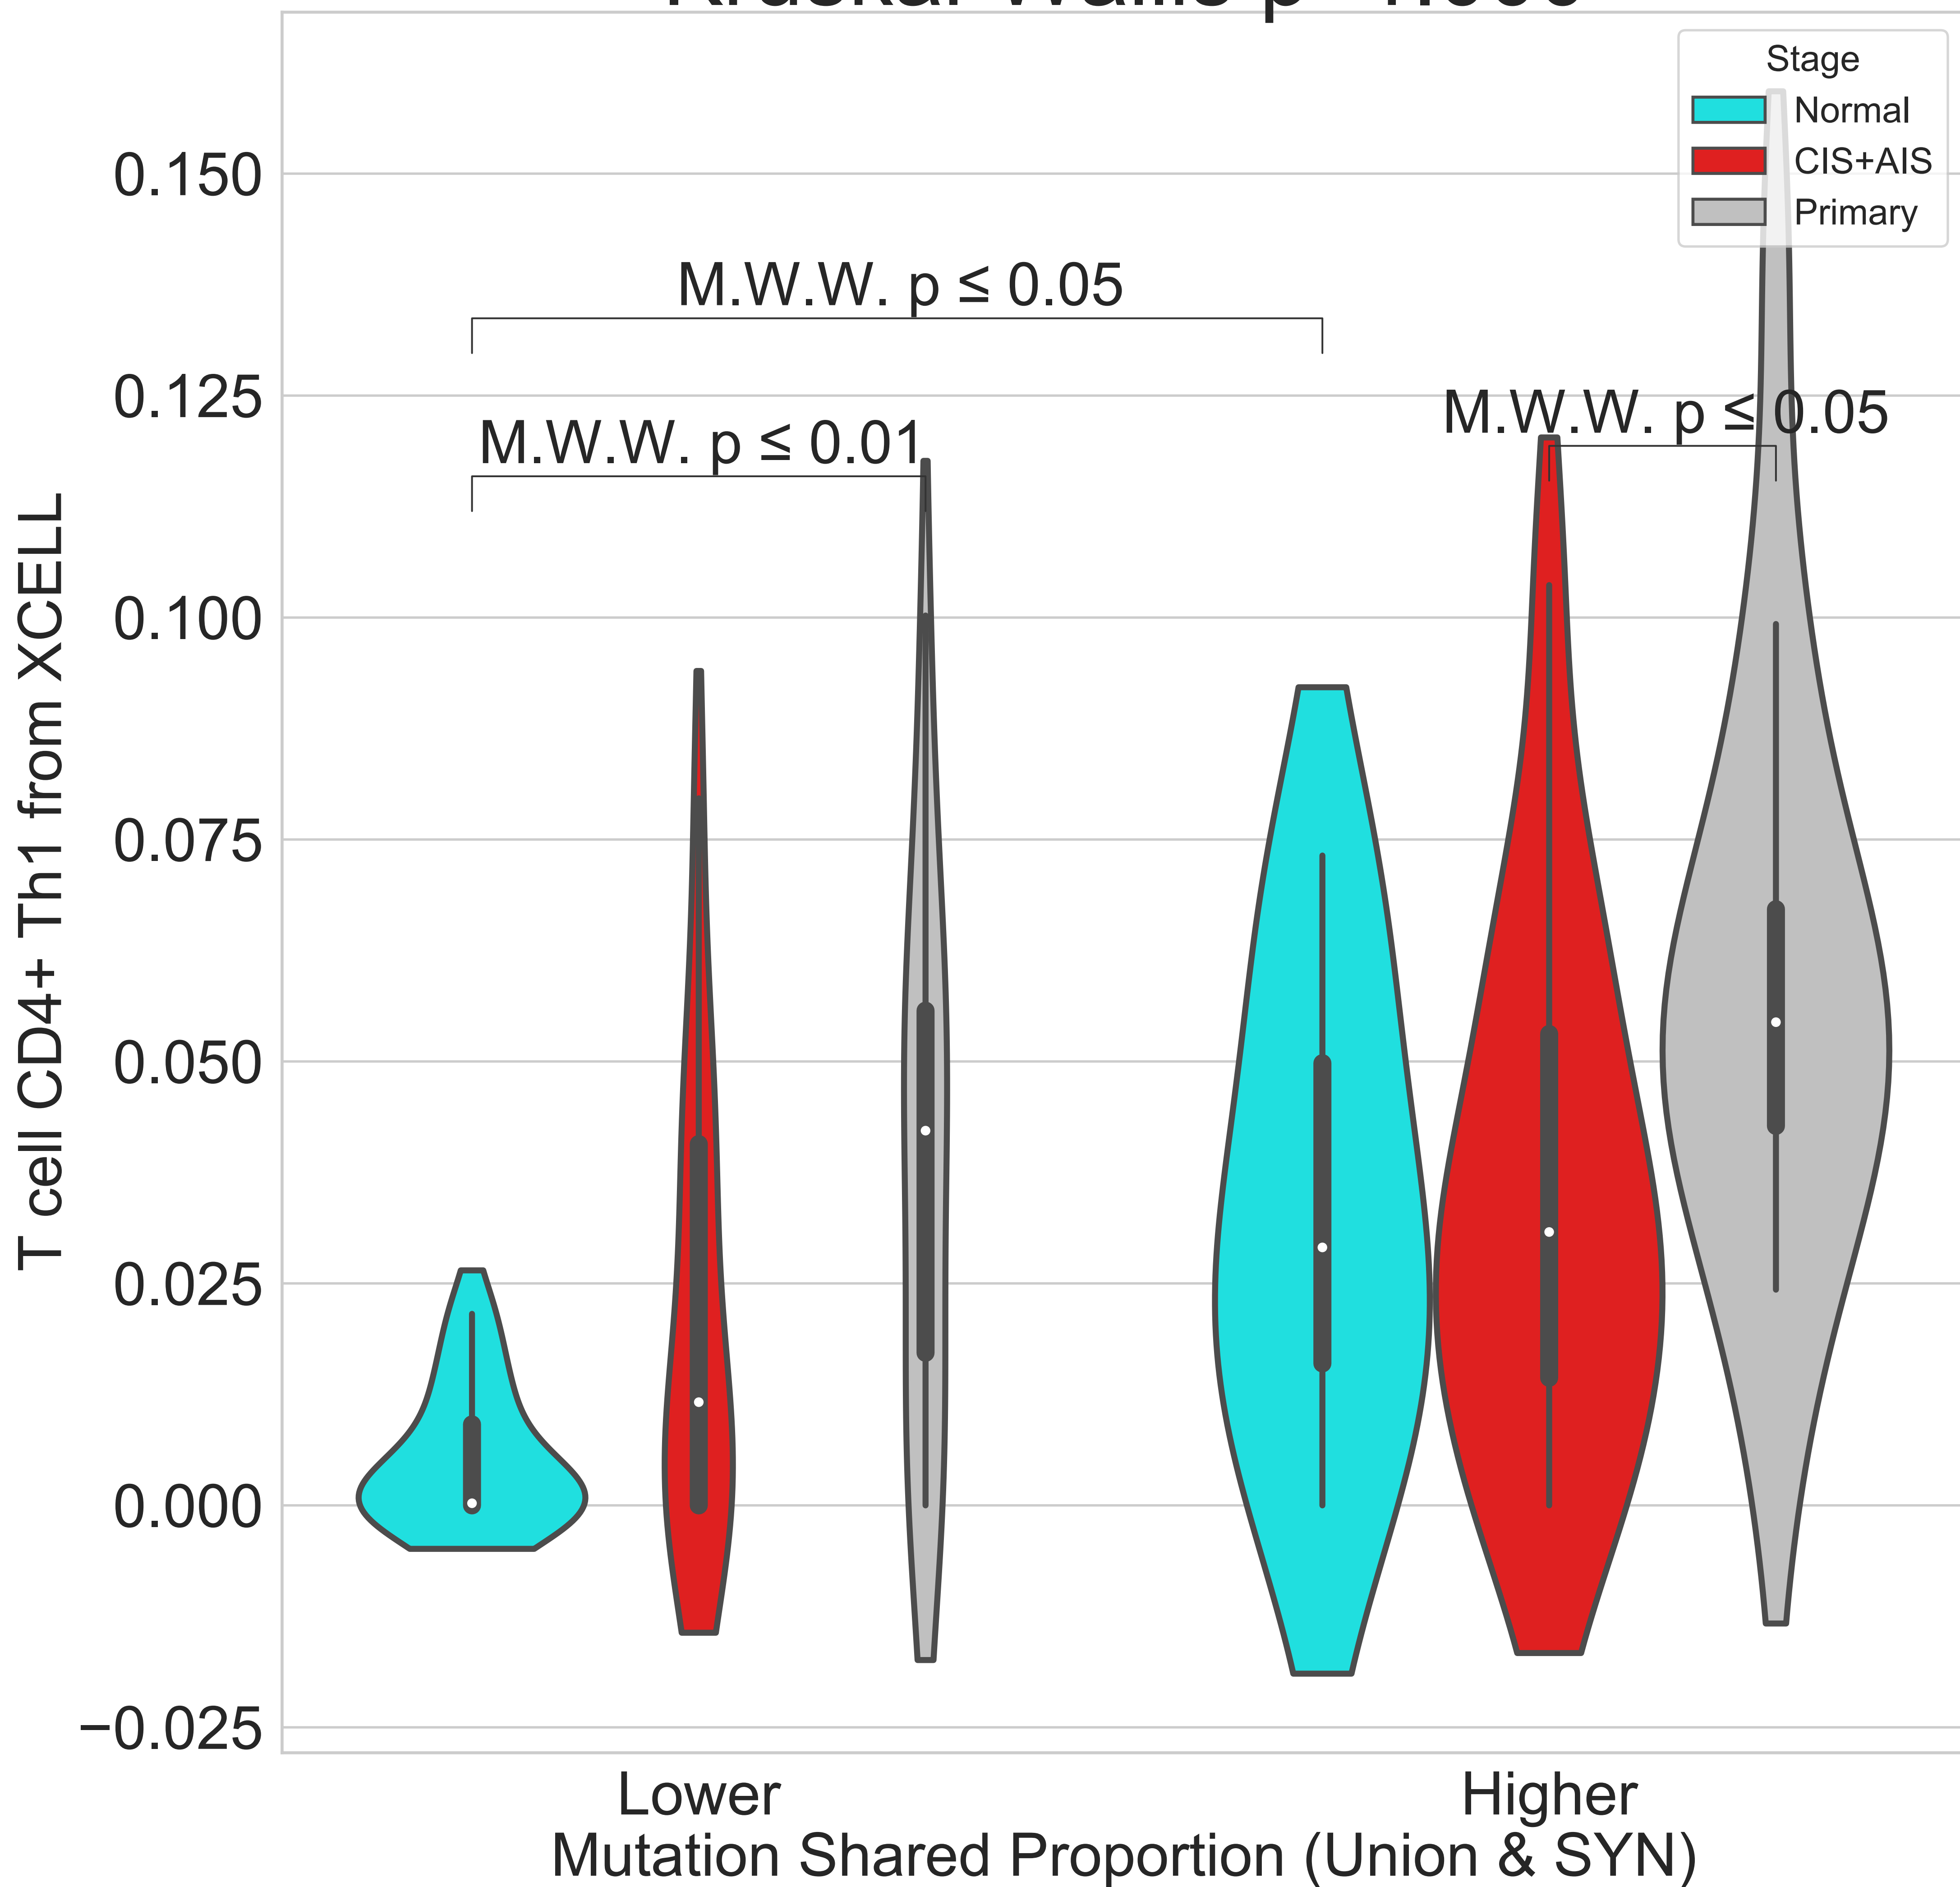 Stage
Normal
CIS+AIS
Primary
M.W.W. p ≤ 0.05
M.W.W. p ≤ 0.05
M.W.W. p ≤ 0.01
T cell CD4+ Th1 from XCELL
0.150
0.125
0.100
0.075
0.050
0.025
0.000
−0.025
Lower
Higher
Mutation Shared Proportion (Union & SYN)